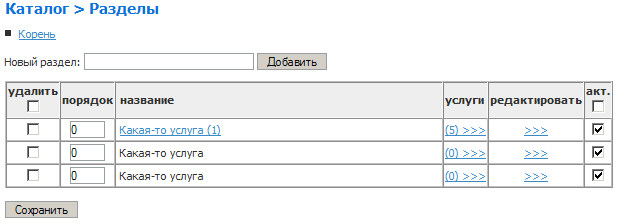 Каталог > Разделы
Корень
Новый раздел: Добавить
удалить порядок название услуги редактировать акт.
0 Какая-то услуга (1) (5) >>> >>>
0 Какая-то услуга (0) >>> >>>
0 Какая-то услуга (0) >>> >>>
Сохранить